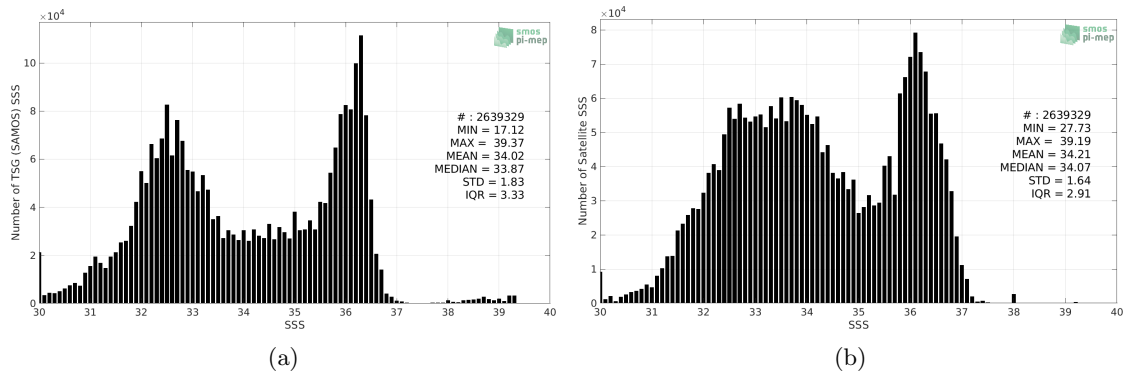 ×10⁴
smos
pi-mep
Number of TSG (SAMOS) SSS
10
8
6
4
2
0
# : 2639329
MIN = 17.12
MAX = 39.37
MEAN = 34.02
MEDIAN = 33.87
STD = 1.83
IQR = 3.33
30 31 32 33 34 35 36 37 38 39 40
SSS
(a)
×10⁴
smos
pi-mep
Number of Satellite SSS
8
7
6
5
4
3
2
1
0
# : 2639329
MIN = 27.73
MAX = 39.19
MEAN = 34.21
MEDIAN = 34.07
STD = 1.64
IQR = 2.91
30 31 32 33 34 35 36 37 38 39 40
SSS
(b)